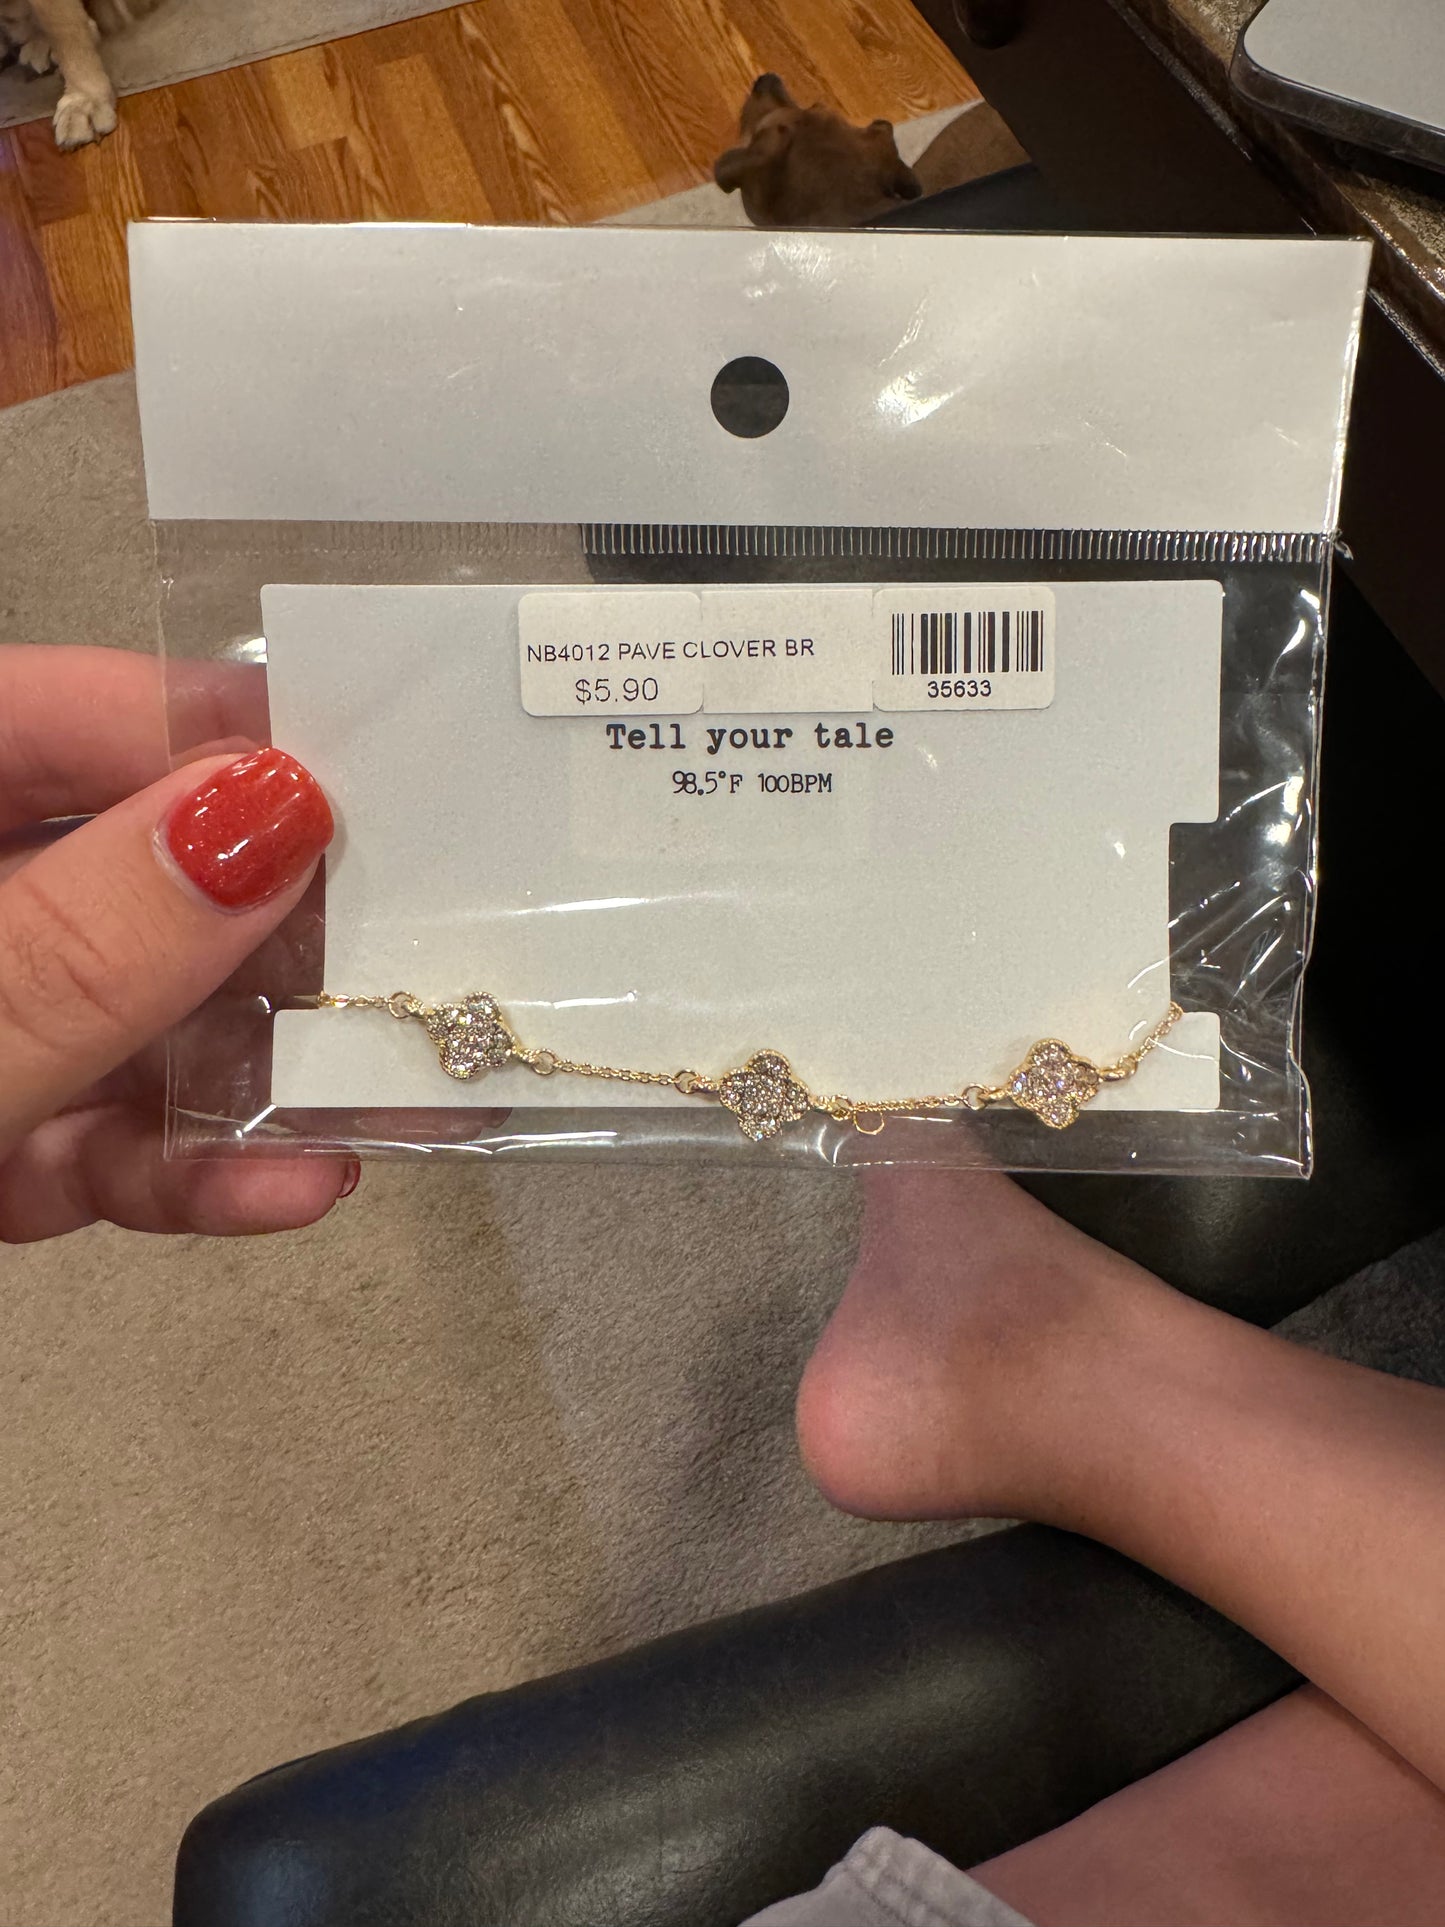 NB4012 PAVE CLOVER BR
$5.90
35633
Tell your tale
98.5°F 100BPM